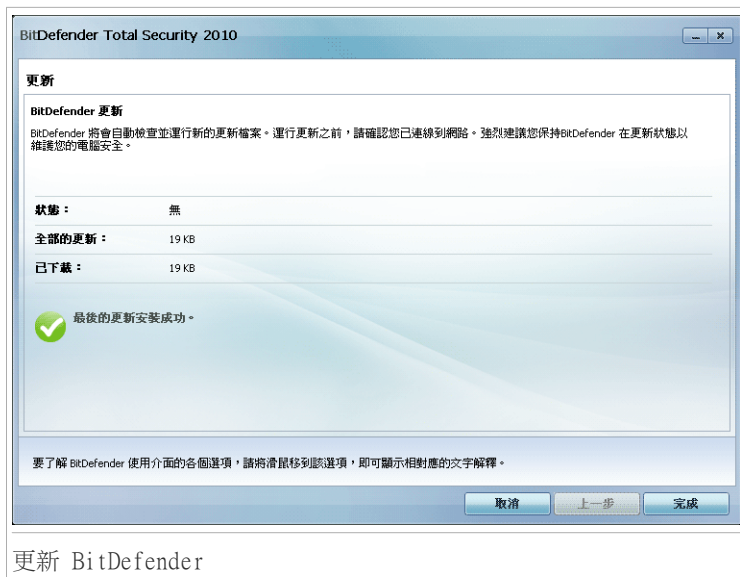 BitDefender Total Security 2010
更新
BitDefender 更新
BitDefender 將會自動檢查並運行新的更新檔案。運行更新之前，請確認您已連線到網路。強烈建議您保持BitDefender 在更新狀態以
維護您的電腦安全。
狀態： 無
全部的更新： 19 KB
已下載： 19 KB
最後的更新安裝成功。
要了解 BitDefender 使用介面的各個選項，請將滑鼠移到該選項，即可顯示相對應的文字解釋。
取消 上一步 完成
更新 BitDefender